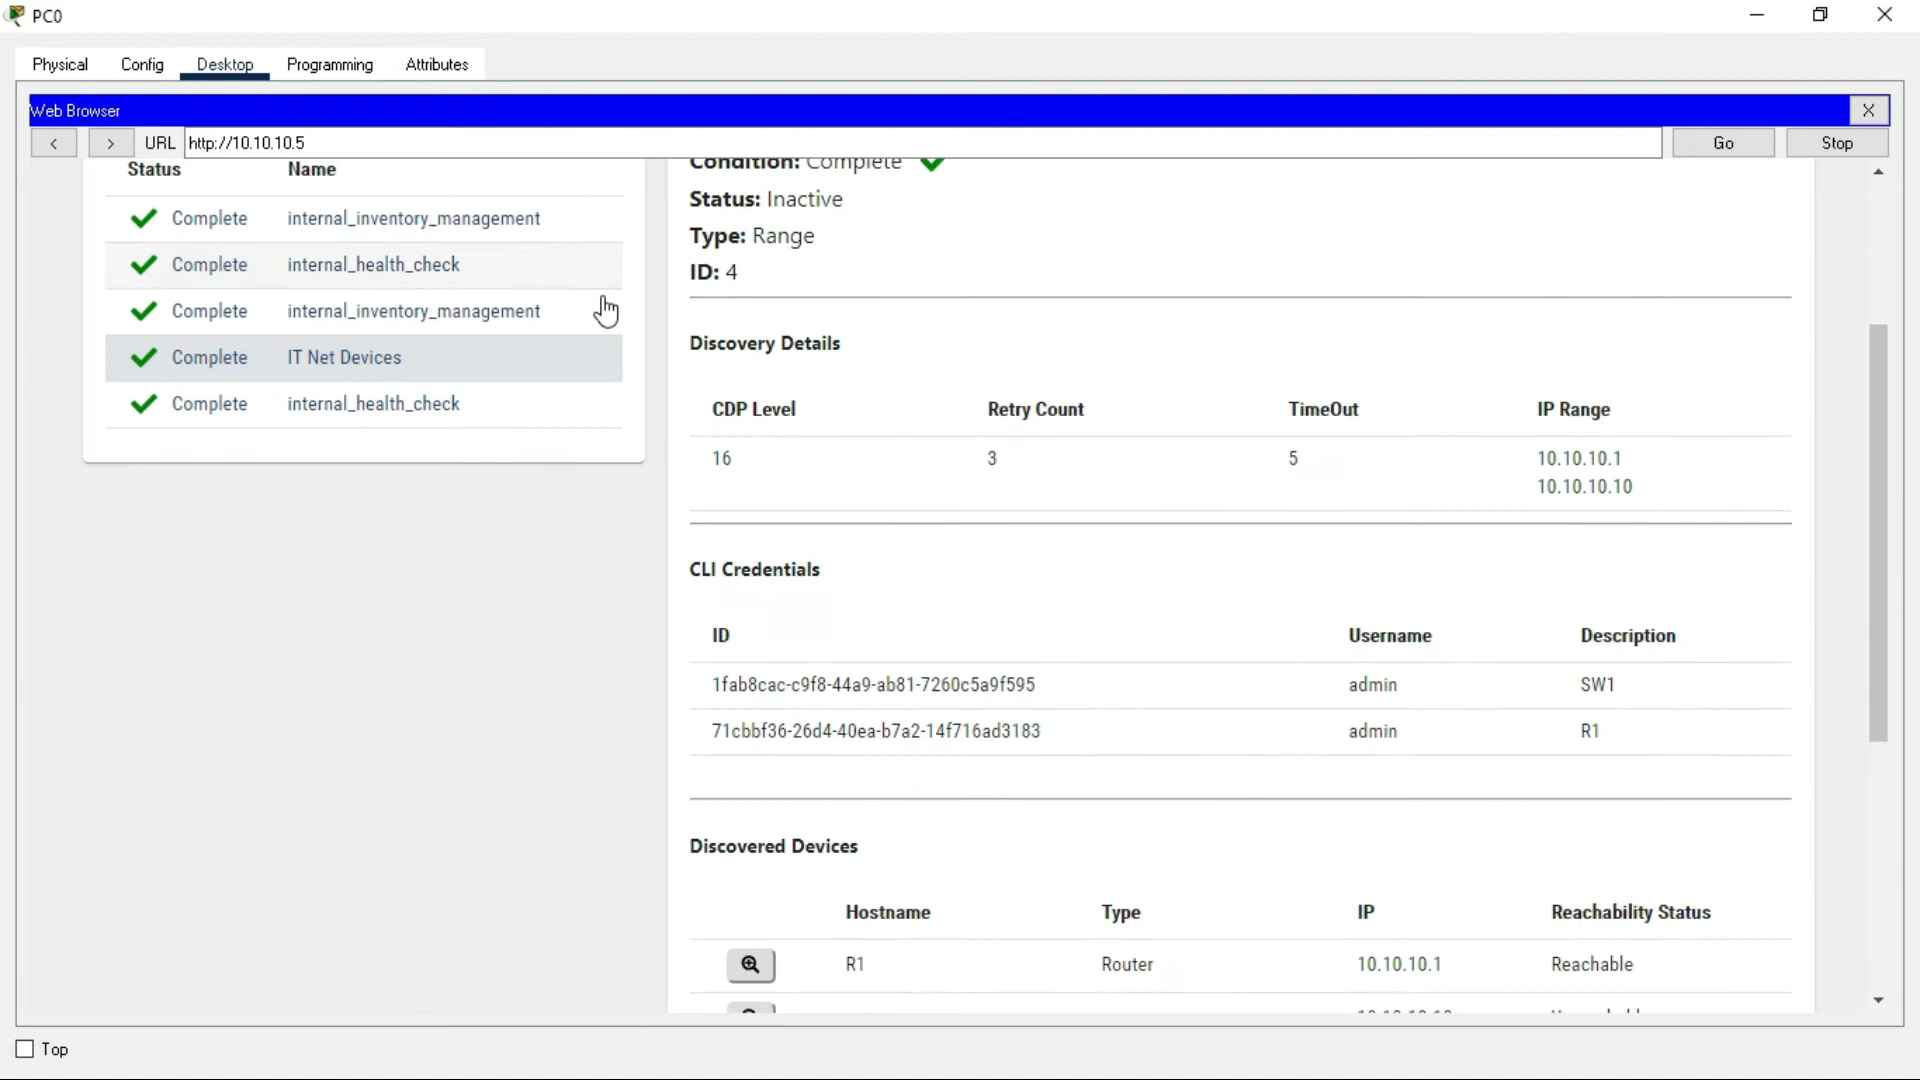 PC0
Physical Config Desktop Programming Attributes
Web Browser
X
< > URL http://10.10.10.5 Go Stop
Status Name
Complete internal_inventory_management
Complete internal_health_check
Complete internal_inventory_management
Complete IT Net Devices
Complete internal_health_check
Condition: Complete
Status: Inactive
Type: Range
ID: 4
Discovery Details
CDP Level Retry Count TimeOut IP Range
16 3 5 10.10.10.1
10.10.10.10
CLI Credentials
ID Username Description
1fab8cac-c9f8-44a9-ab81-7260c5a9f595 admin SW1
71cbbf36-26d4-40ea-b7a2-14f716ad3183 admin R1
Discovered Devices
Hostname Type IP Reachability Status
R1 Router 10.10.10.1 Reachable
Top